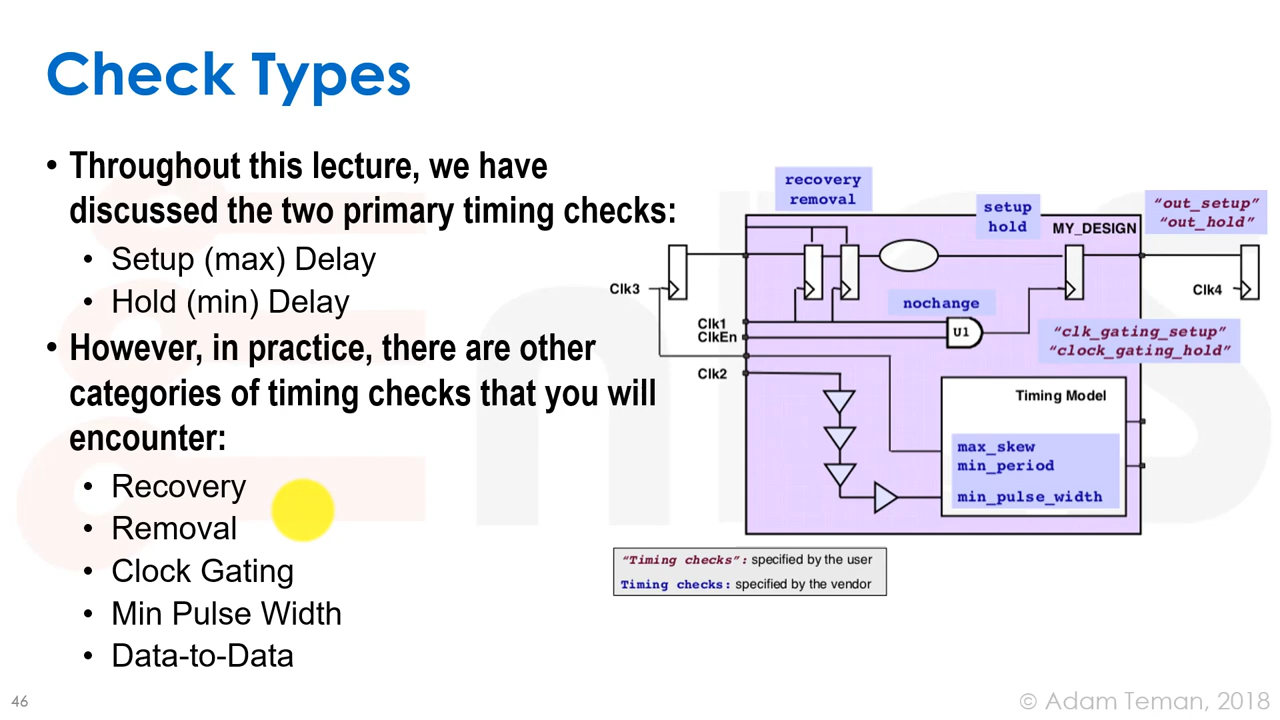 Check Types
• Throughout this lecture, we have
discussed the two primary timing checks:
• Setup (max) Delay
• Hold (min) Delay
• However, in practice, there are other
categories of timing checks that you will
encounter:
• Recovery
• Removal
• Clock Gating
• Min Pulse Width
• Data-to-Data
recovery
removal
setup
hold
MY_DESIGN
“out_setup”
“out_hold”
Clk3
Clk4
nochange
Clk1
ClkEn
U1
“clk_gating_setup”
“clock_gating_hold”
Clk2
Timing Model
max_skew
min_period
min_pulse_width
“Timing checks”: specified by the user
Timing checks: specified by the vendor
46
© Adam Teman, 2018